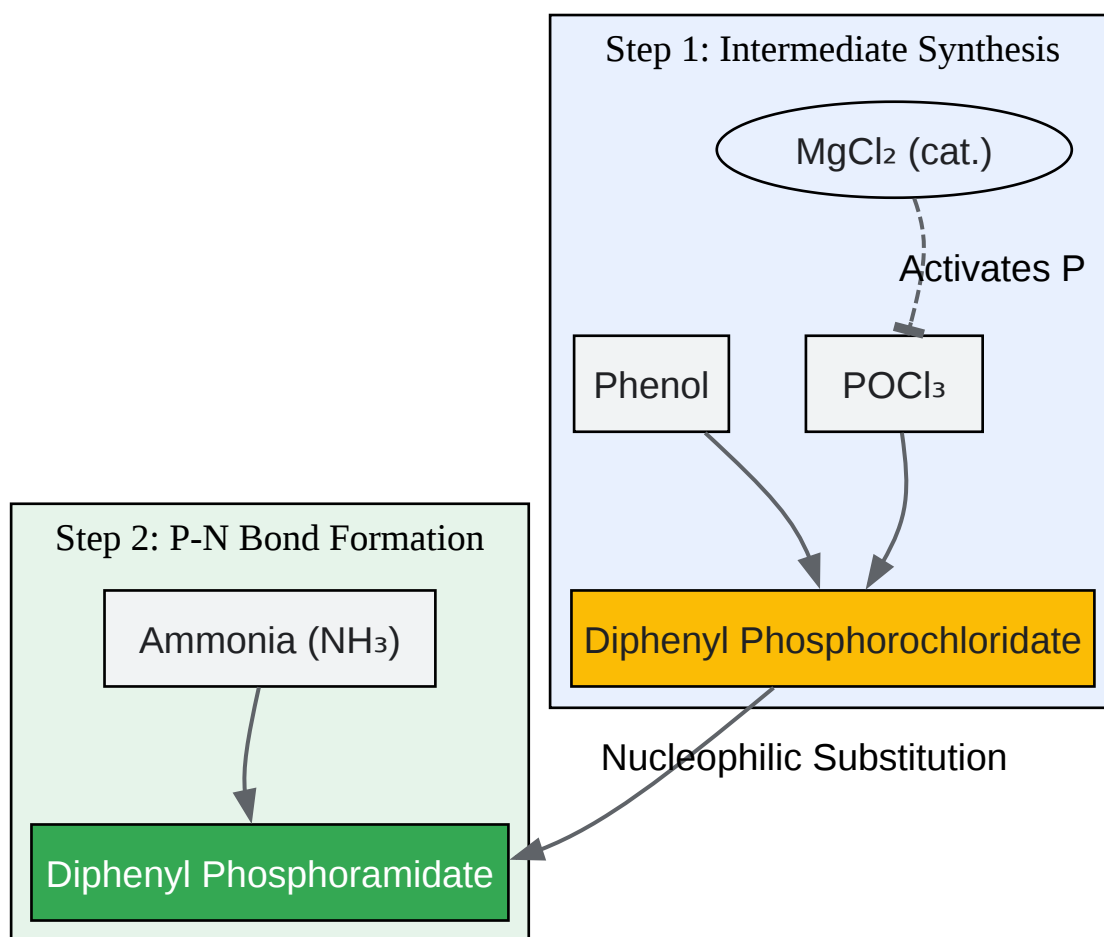 Step 1: Intermediate Synthesis
MgCl₂ (cat.)
Activates P
Phenol
POCl₃
Diphenyl Phosphorochloridate
Nucleophilic Substitution
Step 2: P-N Bond Formation
Ammonia (NH₃)
Diphenyl Phosphoramidate